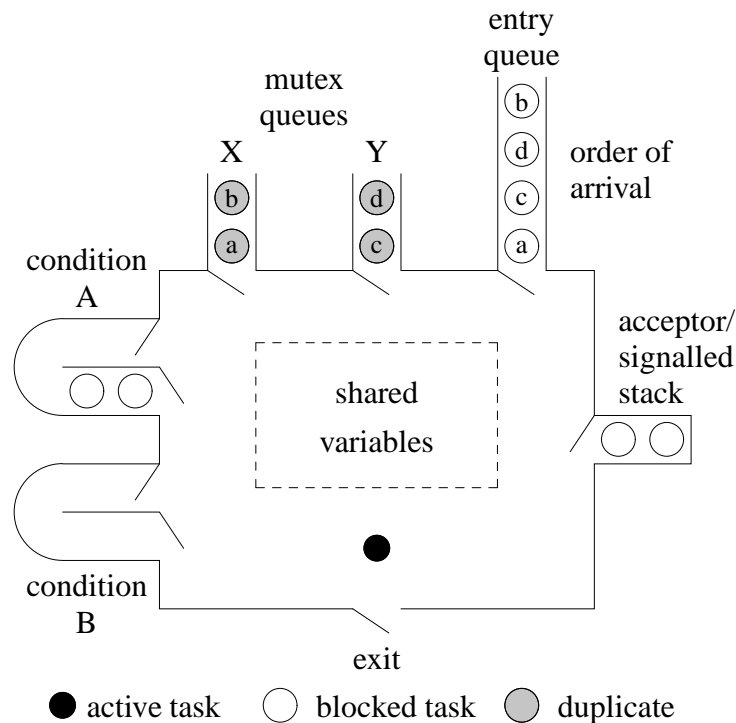 entry
queue
mutex
queues
X
Y
b
d
c
a
order of
arrival
b
a
d
c
condition
A
acceptor/
signalled
stack
shared
variables
condition
B
exit
active task
blocked task
duplicate